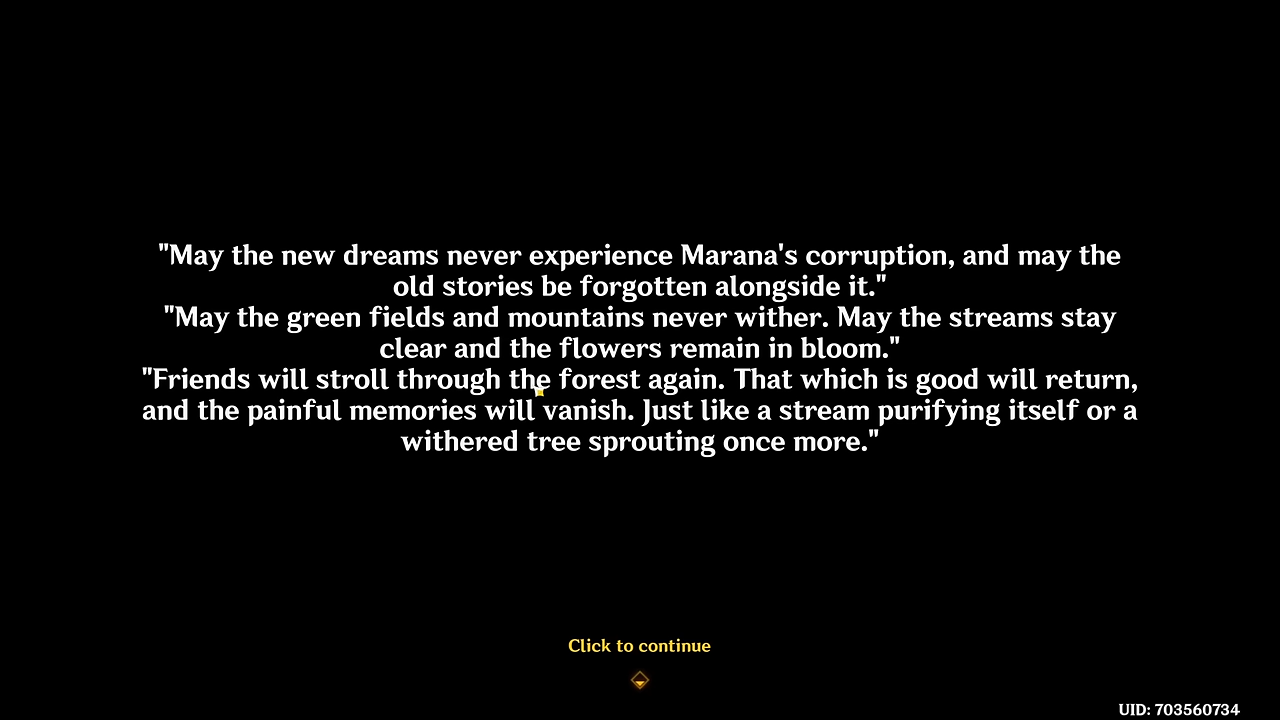 "May the new dreams never experience Marana's corruption, and may the
old stories be forgotten alongside it."
"May the green fields and mountains never wither. May the streams stay
clear and the flowers remain in bloom."
"Friends will stroll through the forest again. That which is good will return,
and the painful memories will vanish. Just like a stream purifying itself or a
withered tree sprouting once more."
Click to continue
UID: 703560734